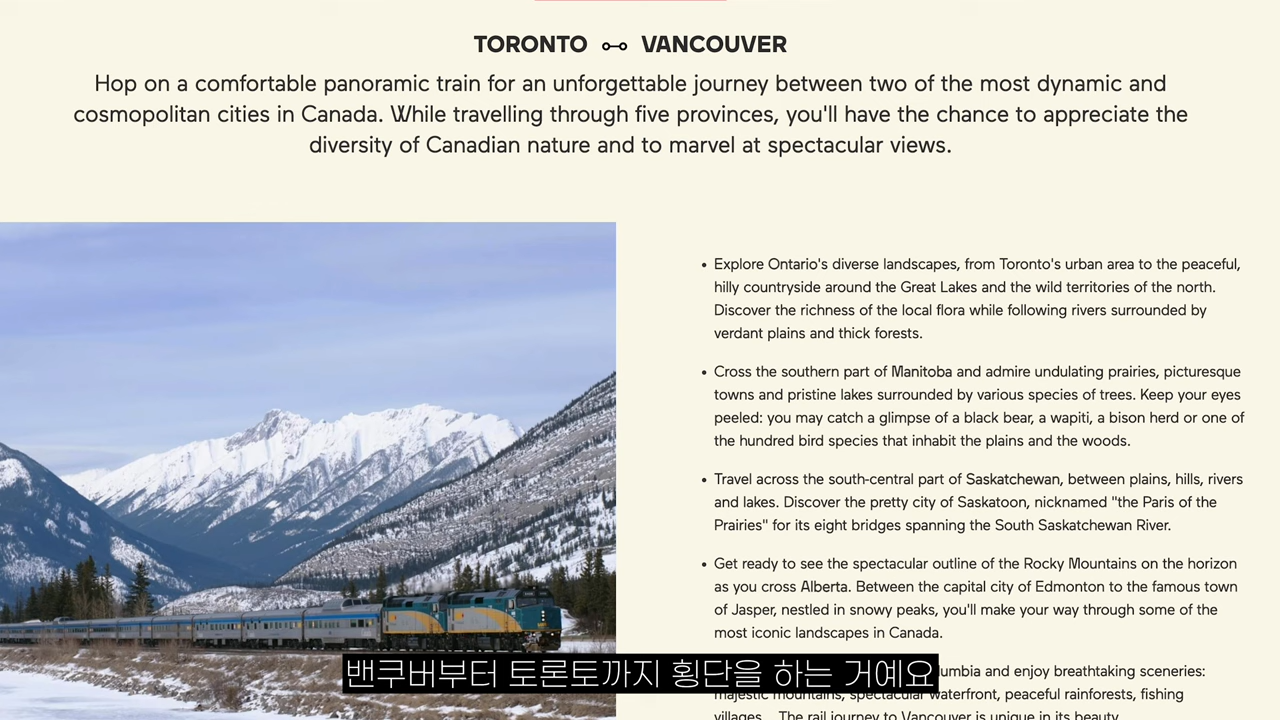 TORONTO VANCOUVER
Hop on a comfortable panoramic train for an unforgettable journey between two of the most dynamic and
cosmopolitan cities in Canada. While travelling through five provinces, you'll have the chance to appreciate the
diversity of Canadian nature and to marvel at spectacular views.
• Explore Ontario's diverse landscapes, from Toronto's urban area to the peaceful,
hilly countryside around the Great Lakes and the wild territories of the north.
Discover the richness of the local flora while following rivers surrounded by
verdant plains and thick forests.
• Cross the southern part of Manitoba and admire undulating prairies, picturesque
towns and pristine lakes surrounded by various species of trees. Keep your eyes
peeled: you may catch a glimpse of a black bear, a wapiti, a bison herd or one of
the hundred bird species that inhabit the plains and the woods.
• Travel across the south-central part of Saskatchewan, between plains, hills, rivers
and lakes. Discover the pretty city of Saskatoon, nicknamed "the Paris of the
Prairies" for its eight bridges spanning the South Saskatchewan River.
• Get ready to see the spectacular outline of the Rocky Mountains on the horizon
as you cross Alberta. Between the capital city of Edmonton to the famous town
of Jasper, nestled in snowy peaks, you'll make your way through some of the
most iconic landscapes in Canada.
lumbia and enjoy breathtaking sceneries:
majestic mountains, spectacular waterfront, peaceful rainforests, fishing
villages... The rail journey to Vancouver is unique in its beauty
밴쿠버부터 토론토까지 횡단을 하는 거예요